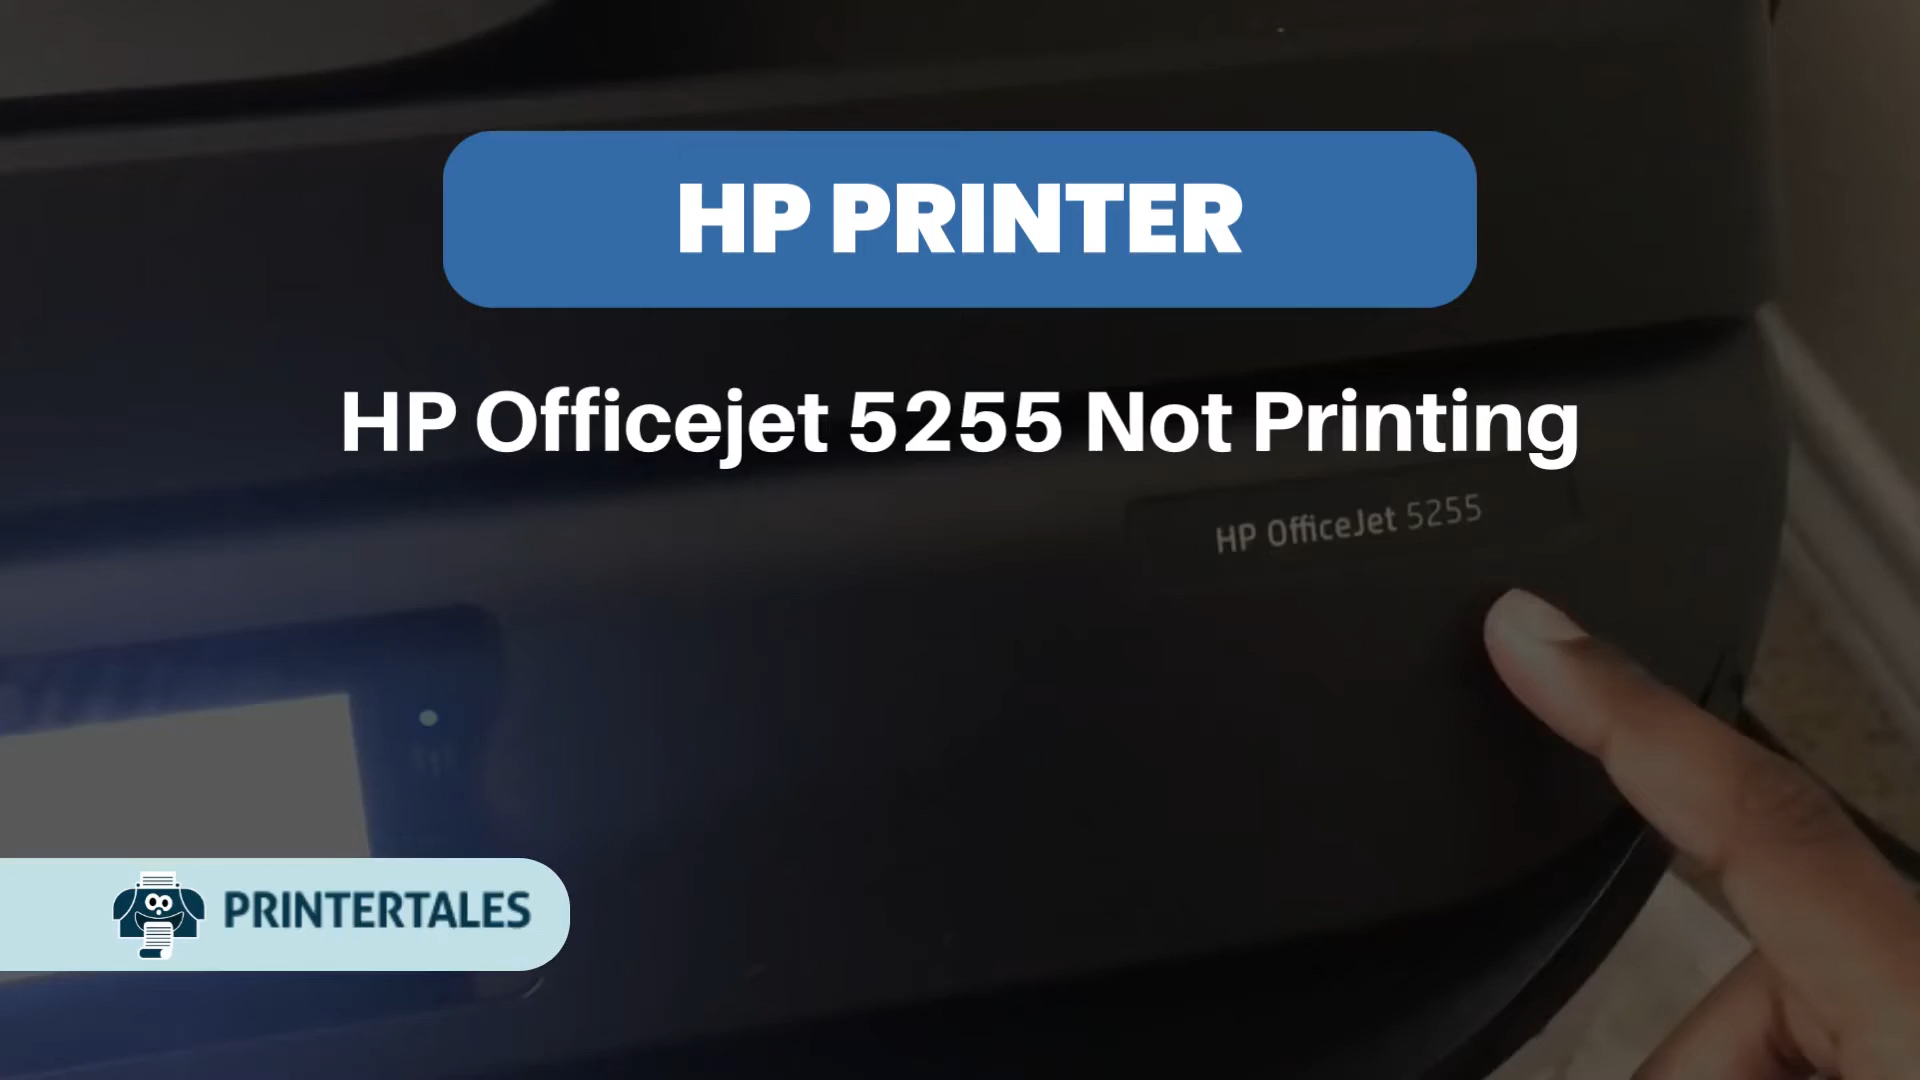 HP PRINTER
HP Officejet 5255 Not Printing
HP OfficeJet 5255
PRINTERTALES